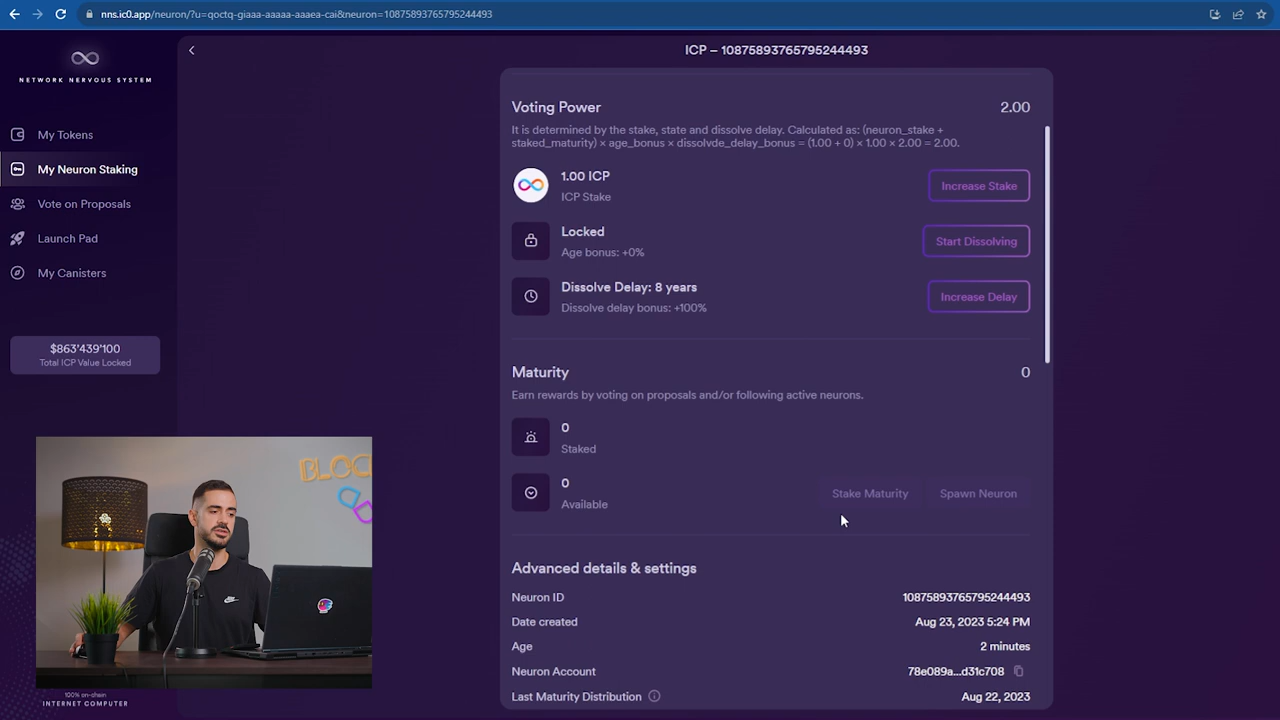 nns.ic0.app/neuron/?u=qoctq-giaaa-aaaaa-aaaea-cai&neuron=10875893765795244493
NETWORK NERVOUS SYSTEM
My Tokens
My Neuron Staking
Vote on Proposals
Launch Pad
My Canisters
$863'439'100
Total ICP Value Locked
100% on-chain
INTERNET COMPUTER
ICP – 10875893765795244493
Voting Power 2.00
It is determined by the stake, state and dissolve delay. Calculated as: (neuron_stake +
staked_maturity) × age_bonus × dissolvde_delay_bonus = (1.00 + 0) × 1.00 × 2.00 = 2.00.
1.00 ICP
ICP Stake
Increase Stake
Locked
Age bonus: +0%
Start Dissolving
Dissolve Delay: 8 years
Dissolve delay bonus: +100%
Increase Delay
Maturity 0
Earn rewards by voting on proposals and/or following active neurons.
0
Staked
0
Available
Stake Maturity Spawn Neuron
Advanced details & settings
Neuron ID 10875893765795244493
Date created Aug 23, 2023 5:24 PM
Age 2 minutes
Neuron Account 78e089a...d31c708
Last Maturity Distribution Aug 22, 2023
BLOC